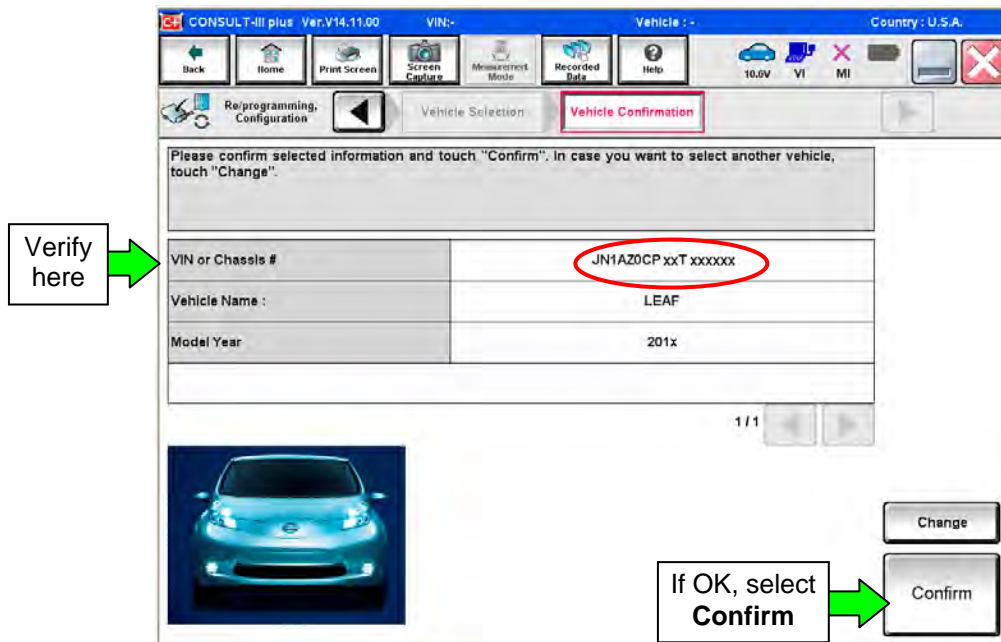 CONSULT-III plus Ver.V14.11.00 VIN:- Vehicle : - Country : U.S.A.
Back Home Print Screen Screen Capture Measurement Mode Recorded Data Help 10.6V VI MI
Re/programming, Configuration Vehicle Selection Vehicle Confirmation
Please confirm selected information and touch "Confirm". In case you want to select another vehicle,
touch "Change".
Verify
here
VIN or Chassis # JN1AZ0CP xxT xxxxxx
Vehicle Name : LEAF
Model Year 201x
1/1
Change
If OK, select
Confirm
Confirm